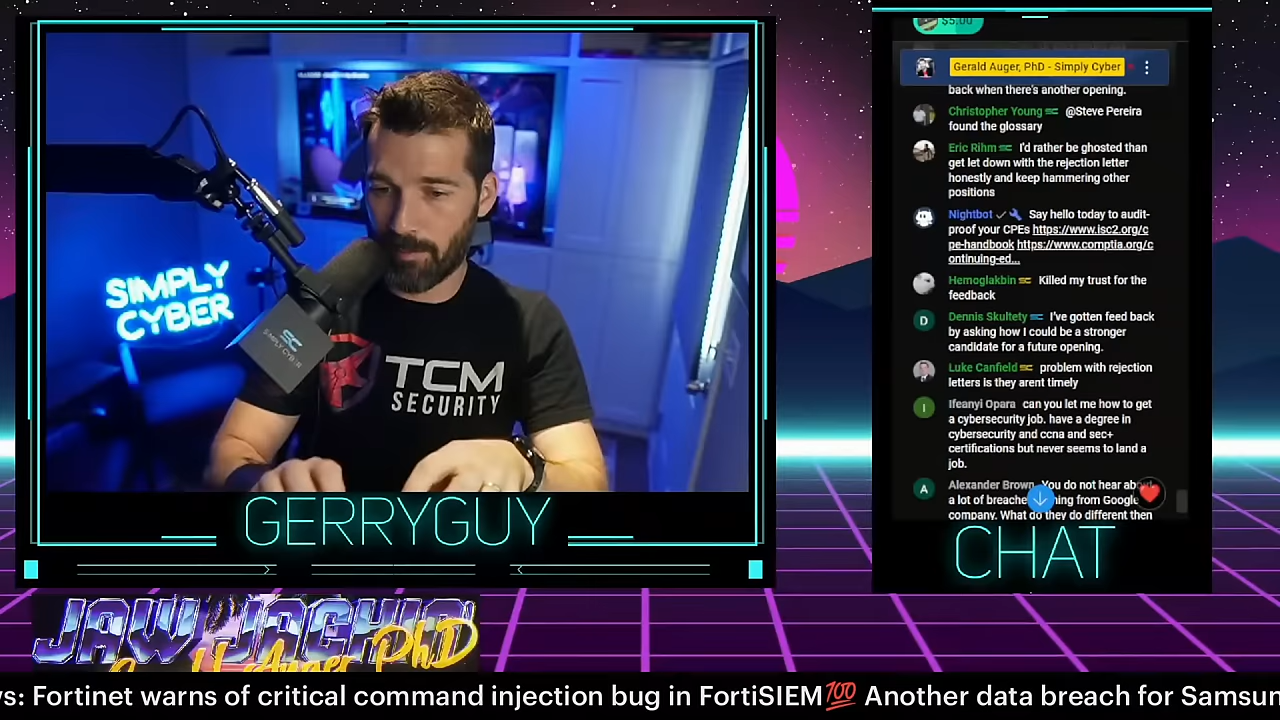 $5.00
Gerald Auger, PhD - Simply Cyber
back when there's another opening.
Christopher Young @Steve Pereira
found the glossary
Eric Rihm I'd rather be ghosted than
get let down with the rejection letter
honestly and keep hammering other
positions
Nightbot Say hello today to audit-
proof your CPEs https://www.isc2.org/c
pe-handbook https://www.comptia.org/c
ontinuing-ed...
Hemoglakbin Killed my trust for the
feedback
D Dennis Skultety I've gotten feed back
by asking how I could be a stronger
candidate for a future opening.
Luke Canfield problem with rejection
letters is they arent timely
I Ifeanyi Opara can you let me how to get
a cybersecurity job. have a degree in
cybersecurity and ccna and sec+
certifications but never seems to land a
job.
A Alexander Brown You do not hear
a lot of breache Google
company. What do they do different then
CHAT
SIMPLY
CYBER
SC
SIMPLY CYBER
TCM
SECURITY
GERRYGUY
JAW JACKIN
PhD
vs: Fortinet warns of critical command injection bug in FortiSIEM💯 Another data breach for Samsun